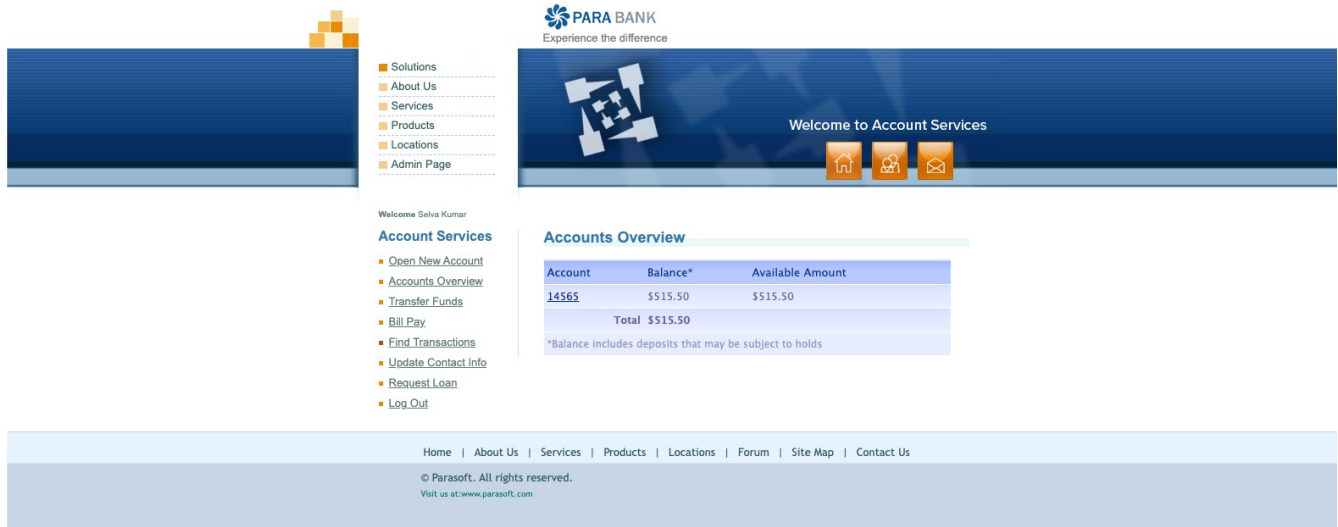 PARA BANK
Experience the difference
Solutions
About Us
Services
Products
Locations
Admin Page
Welcome to Account Services
Welcome Selva Kumar
Account Services
Open New Account
Accounts Overview
Transfer Funds
Bill Pay
Find Transactions
Update Contact Info
Request Loan
Log Out
Accounts Overview
Account Balance* Available Amount
14565 $515.50 $515.50
Total $515.50
*Balance includes deposits that may be subject to holds
Home | About Us | Services | Products | Locations | Forum | Site Map | Contact Us
© Parasoft. All rights reserved.
Visit us at:www.parasoft.com